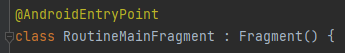 @AndroidEntryPoint
class RoutineMainFragment : Fragment() {